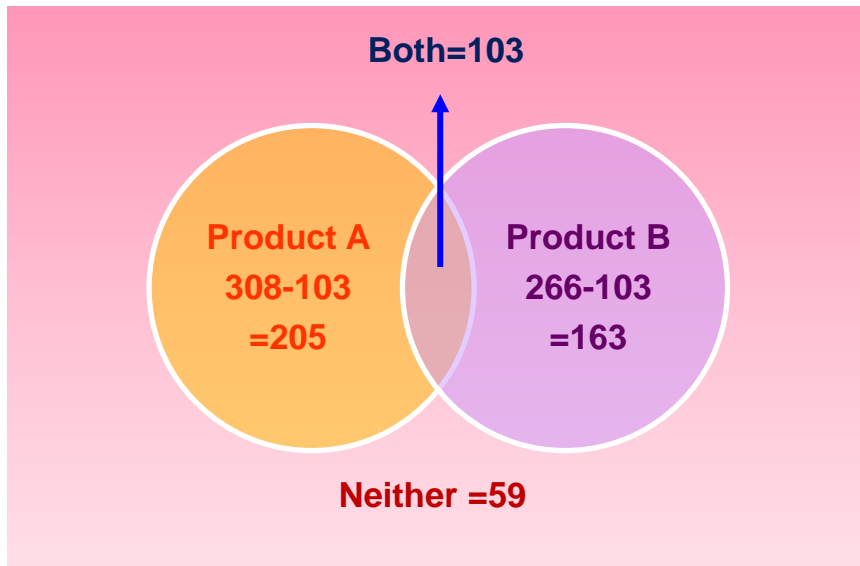 Both=103
Product A
308-103
=205
Product B
266-103
=163
Neither =59